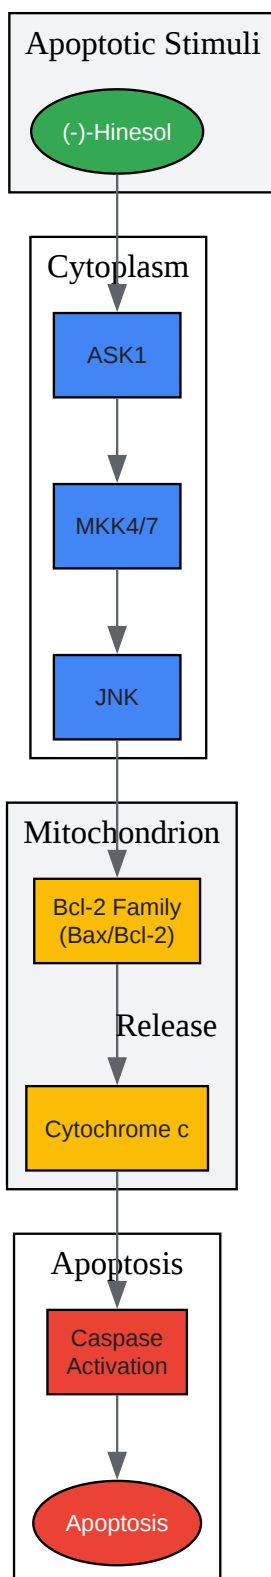 Apoptotic Stimuli
(-)-Hinesol
Cytoplasm
ASK1
MKK4/7
JNK
Mitochondrion
Bcl-2 Family
(Bax/Bcl-2)
Release
Cytochrome c
Apoptosis
Caspase
Activation
Apoptosis